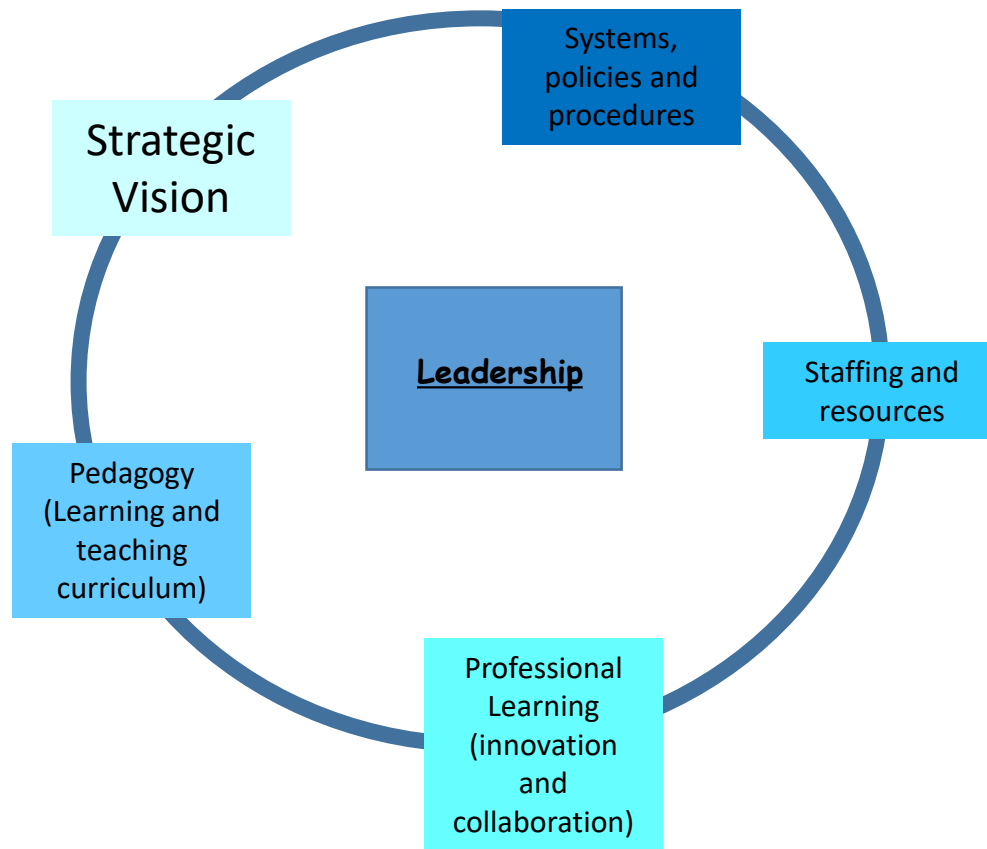 Systems,
policies and
procedures
Strategic
Vision
Leadership
Staffing and
resources
Pedagogy
(Learning and
teaching
curriculum)
Professional
Learning
(innovation
and
collaboration)